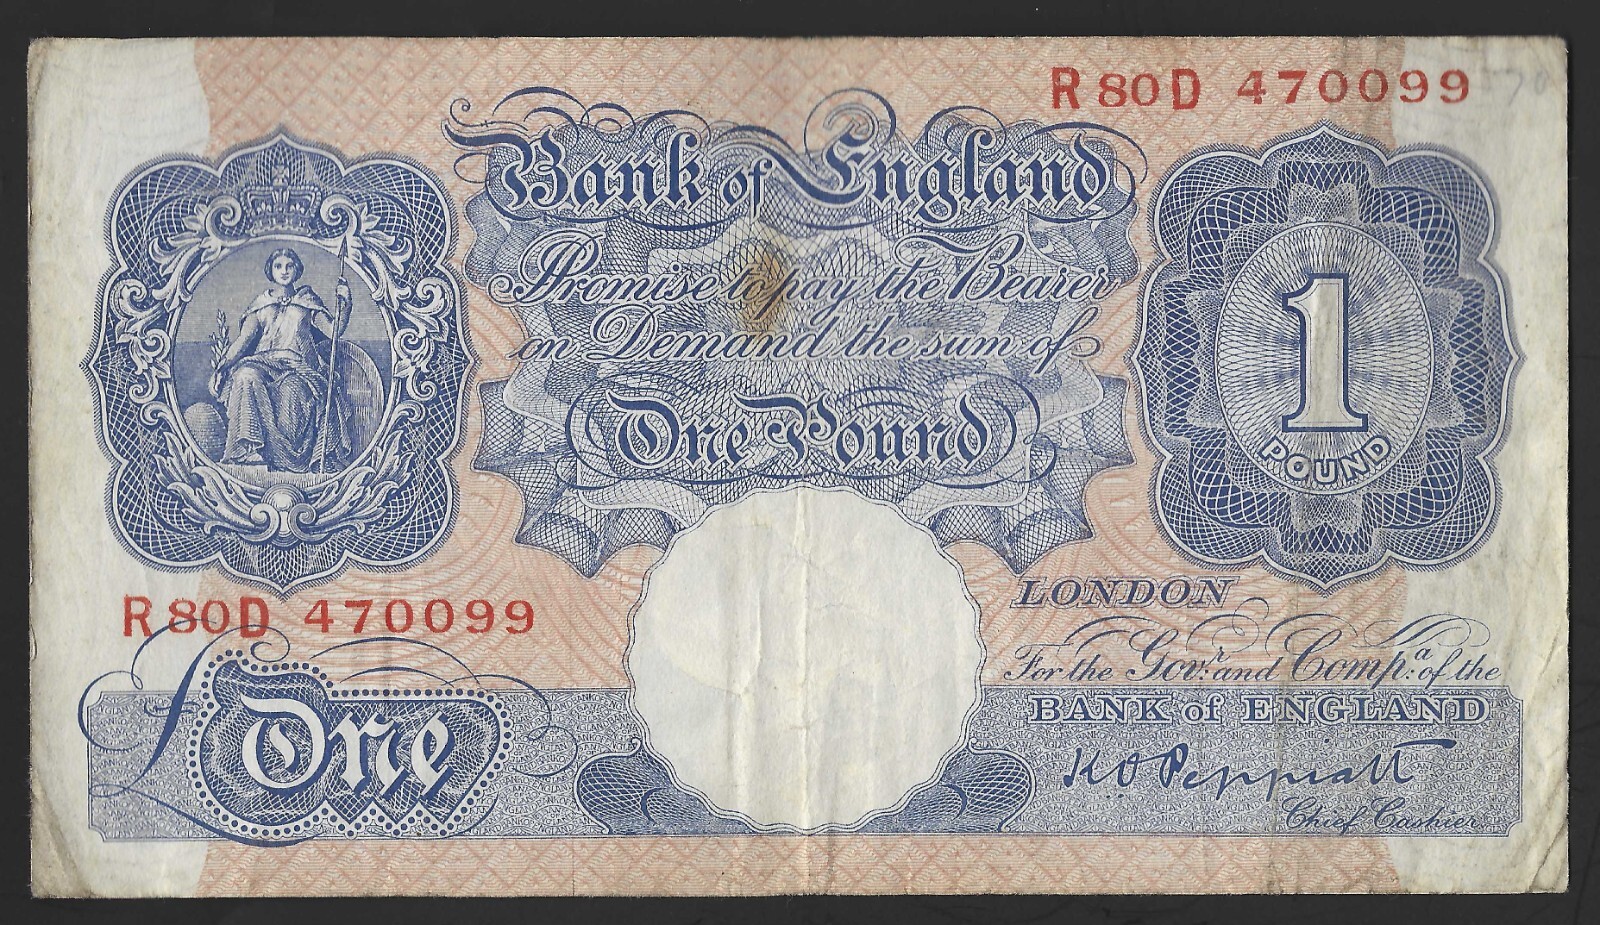 R80D 470099
Bank of England
Promise to pay the Bearer
on Demand the sum of
One Pound
1
POUND
R80D 470099
LONDON
For the Govr: and Compa: of the
BANK of ENGLAND
K O Peppiatt
Chief Cashier
£One